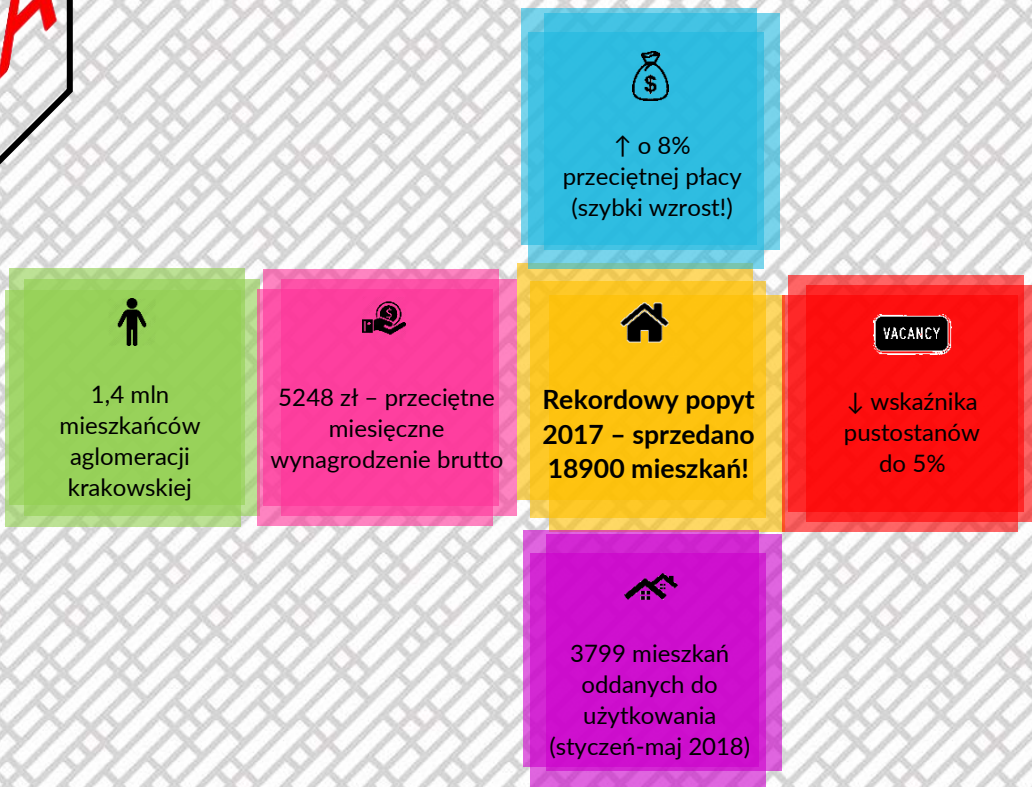 $
↑ o 8%
przeciętnej płacy
(szybki wzrost!)
1,4 mln
mieszkańców
aglomeracji
krakowskiej
$
5248 zł – przeciętne
miesięczne
wynagrodzenie brutto
Rekordowy popyt
2017 – sprzedano
18900 mieszkań!
VACANCY
↓ wskaźnika
pustostanów
do 5%
3799 mieszkań
oddanych do
użytkowania
(styczeń-maj 2018)